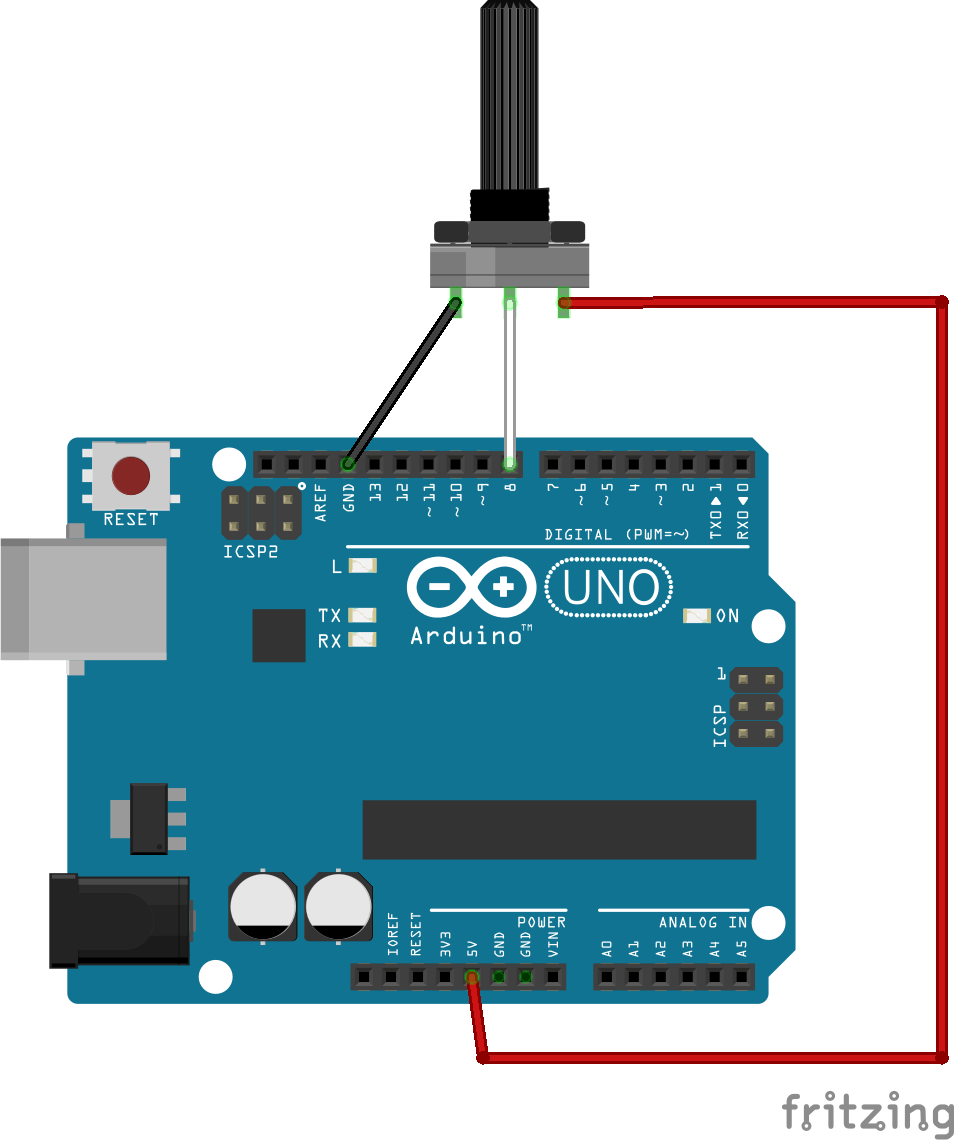 RESET
ICSP2
AREF
GND
13
12
~11
~10
~9
8
7
~6
~5
4
~3
2
TX0▶1
RX0◀0
DIGITAL (PWM=~)
L
TX
RX
Arduino™
UNO
ON
1
ICSP
POWER
ANALOG IN
IOREF
RESET
3V3
5V
GND
GND
VIN
A0
A1
A2
A3
A4
A5
fritzing